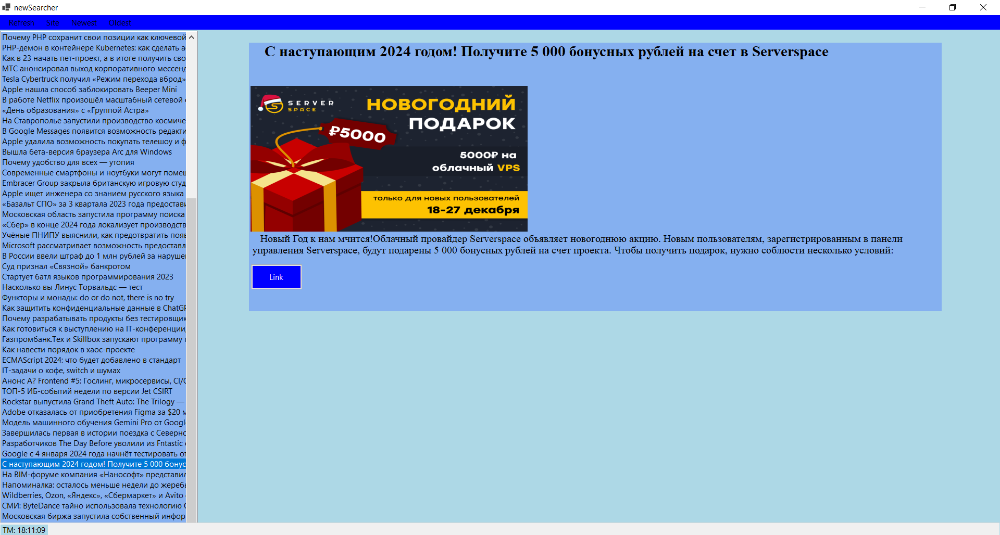 newSearcher
Refresh Site Newest Oldest
Почему PHP сохранит свои позиции как ключевой
PHP-демон в контейнере Kubernetes: как сделать а
Как в 23 начать пет-проект, а в итоге получить сво
МТС анонсировал выход корпоративного мессенд
Tesla Cybertruck получил «Режим перехода вброд»
Apple нашла способ заблокировать Beeper Mini
В работе Netflix произошёл масштабный сетевой
«День образования» с «Группой Астра»
На Ставрополье запустили производство космиче
В Google Messages появится возможность редакти
Apple удалила возможность покупать телешоу и ф
Вышла бета-версия браузера Arc для Windows
Почему удобство для всех — утопия
Современные смартфоны и ноутбуки могут помещ
Embracer Group закрыла британскую игровую студ
Apple ищет инженера со знанием русского языка
«Базальт СПО» за 3 квартала 2023 года предостави
Московская область запустила программу поиска
«Сбер» в конце 2024 года локализует производств
Учёные ПНИПУ выяснили, как предотвратить появ
Microsoft рассматривает возможность предоставл
В России ввели штраф до 1 млн рублей за наруше
Суд признал «Связной» банкротом
Стартует батл языков программирования 2023
Насколько вы Линус Торвальдс — тест
Функторы и монады: do or do not, there is no try
Как защитить конфиденциальные данные в ChatGP
Почему разрабатывать продукты без тестировщик
Как готовиться к выступлению на IT-конференции,
Газпромбанк.Тех и Skillbox запускают программу п
Как навести порядок в хаос-проекте
ECMAScript 2024: что будет добавлено в стандарт
IT-задачи о кофе, switch и шумах
Анонс А? Frontend #5: Гослинг, микросервисы, CI/C
ТОП-5 ИБ-событий недели по версии Jet CSIRT
Rockstar выпустила Grand Theft Auto: The Trilogy —
Adobe отказалась от приобретения Figma за $20 м
Модель машинного обучения Gemini Pro от Googl
Завершилась первая в истории поездка с Северно
Разработчиков The Day Before уволили из Fntastic
Google с 4 января 2024 года начнёт тестировать от
С наступающим 2024 годом! Получите 5 000 бонус
На BIM-форуме компания «Нанософт» представил
Напоминалка: осталось меньше недели до жеребь
Wildberries, Ozon, «Яндекс», «Сбермаркет» и Avito
СМИ: ByteDance тайно использовала технологию
Московская биржа запустила собственный инфор
С наступающим 2024 годом! Получите 5 000 бонусных рублей на счет в Serverspace
SERVER
SPACE
НОВОГОДНИЙ
ПОДАРОК
₽5000
5000₽ на
облачный VPS
только для новых пользователей
18-27 декабря
Новый Год к нам мчится!Облачный провайдер Serverspace объявляет новогоднюю акцию. Новым пользователям, зарегистрированным в панели
управления Serverspace, будут подарены 5 000 бонусных рублей на счет проекта. Чтобы получить подарок, нужно соблюсти несколько условий:
Link
TM: 18:11:09